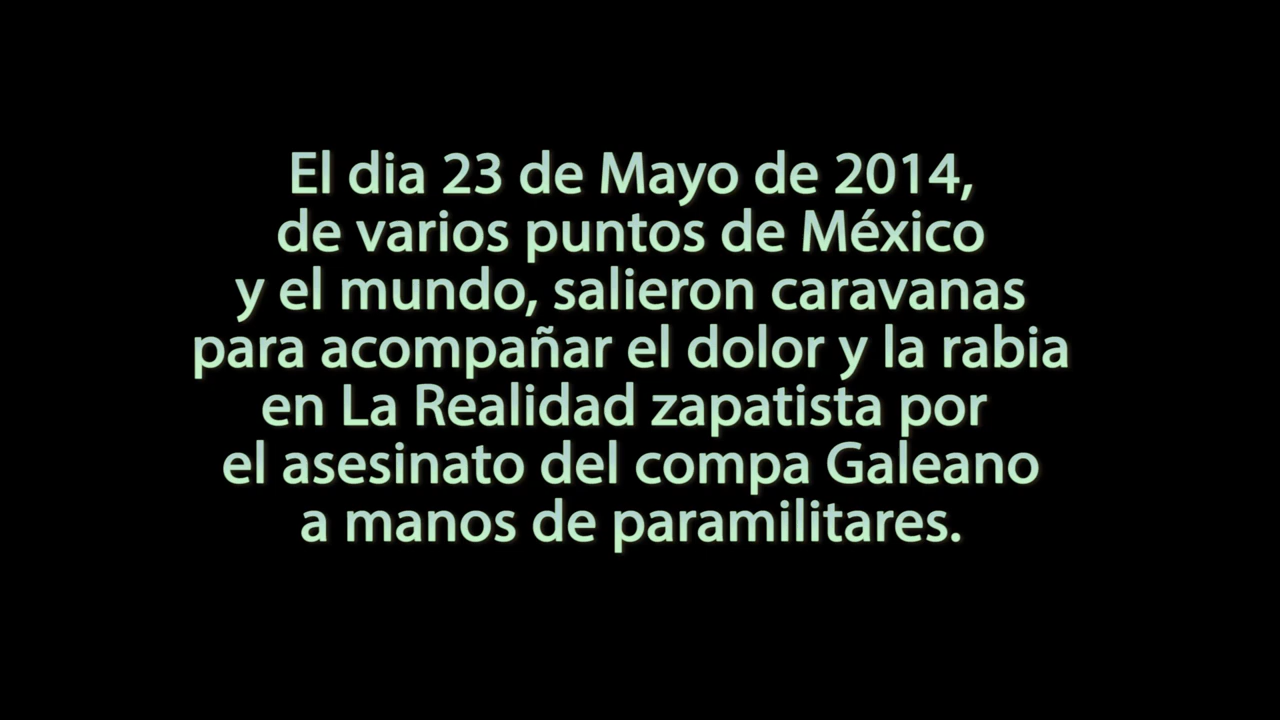 El dia 23 de Mayo de 2014,
de varios puntos de México
y el mundo, salieron caravanas
para acompañar el dolor y la rabia
en La Realidad zapatista por
el asesinato del compa Galeano
a manos de paramilitares.